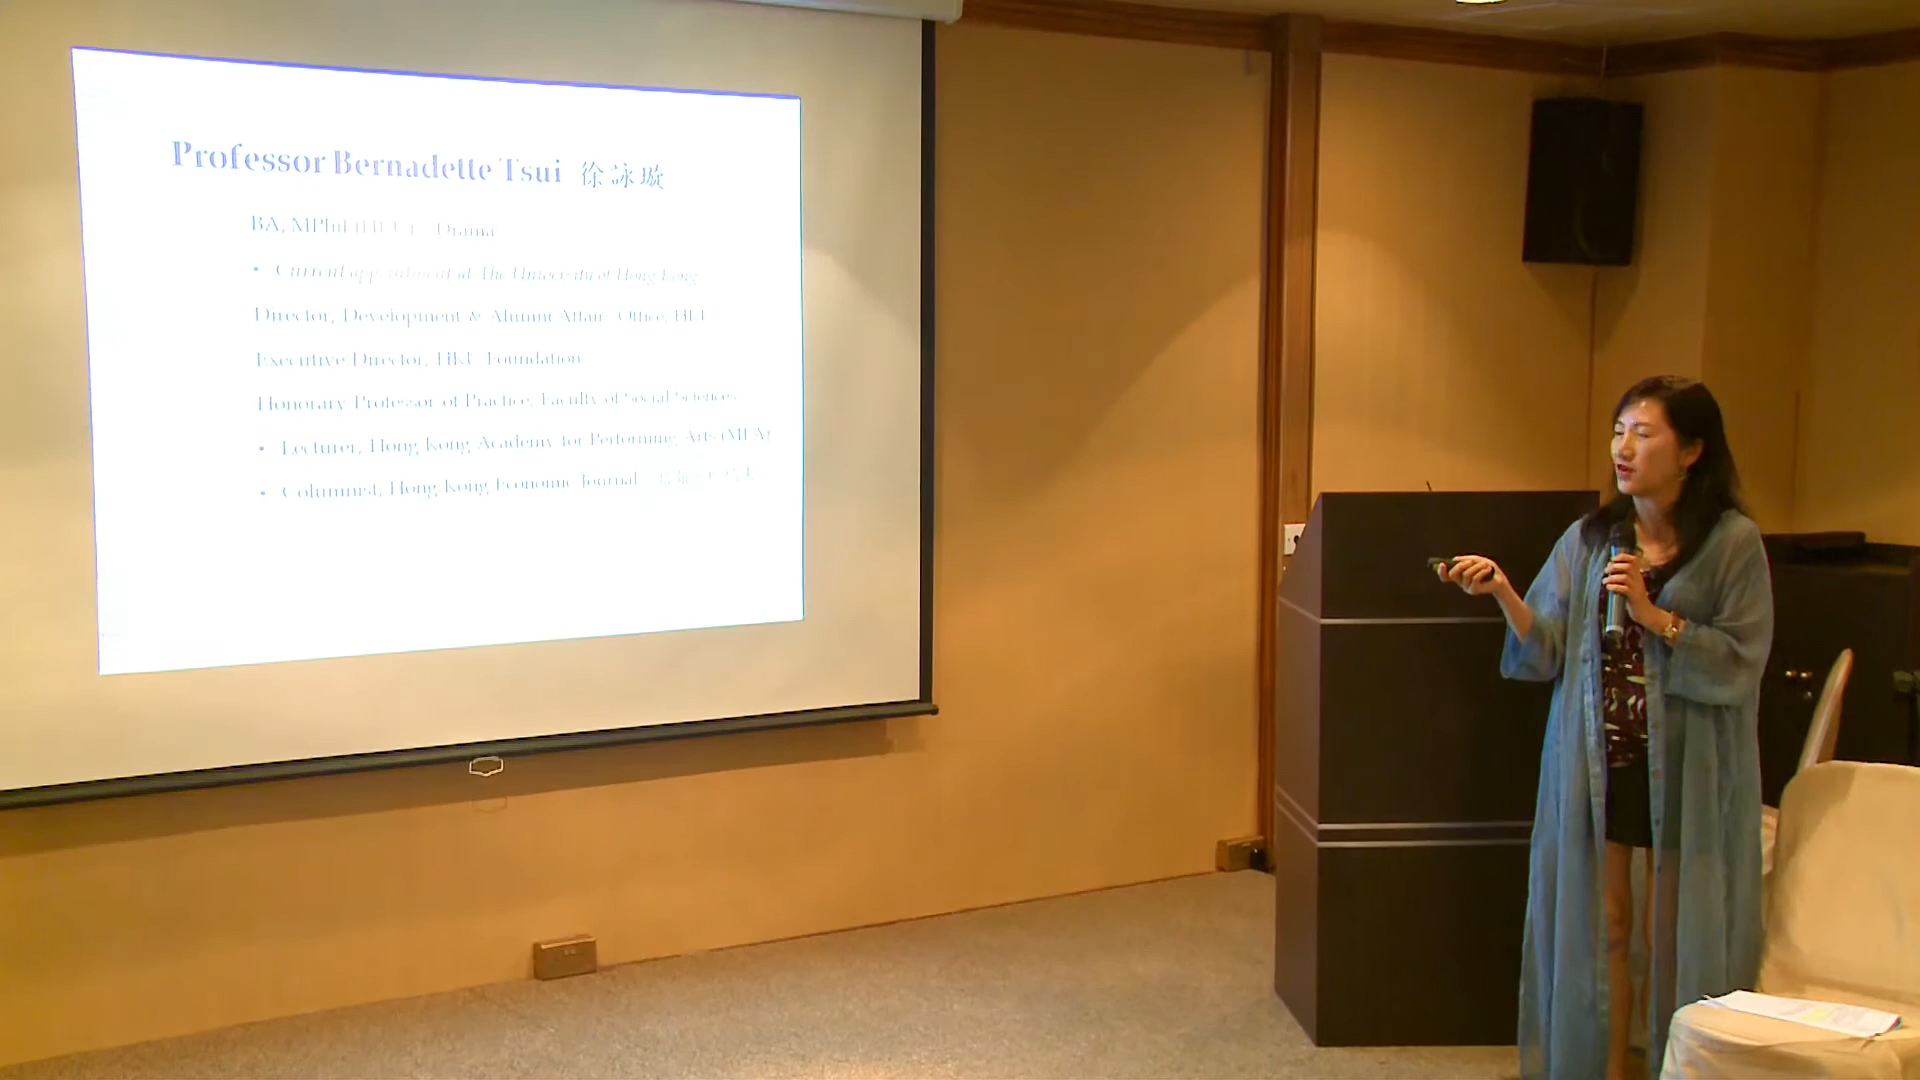 Professor Bernadette Tsui 徐詠璇
BA, MPhil Drama
• Current appointment at The University of Hong Kong
Director, Development & Alumni Affairs Office, HKU
Executive Director, HKU Foundation
Honorary Professor of Practice, Faculty of Social Sciences
• Lecturer, Hong Kong Academy for Performing Arts (MFA)
• Columnist, Hong Kong Economic Journal